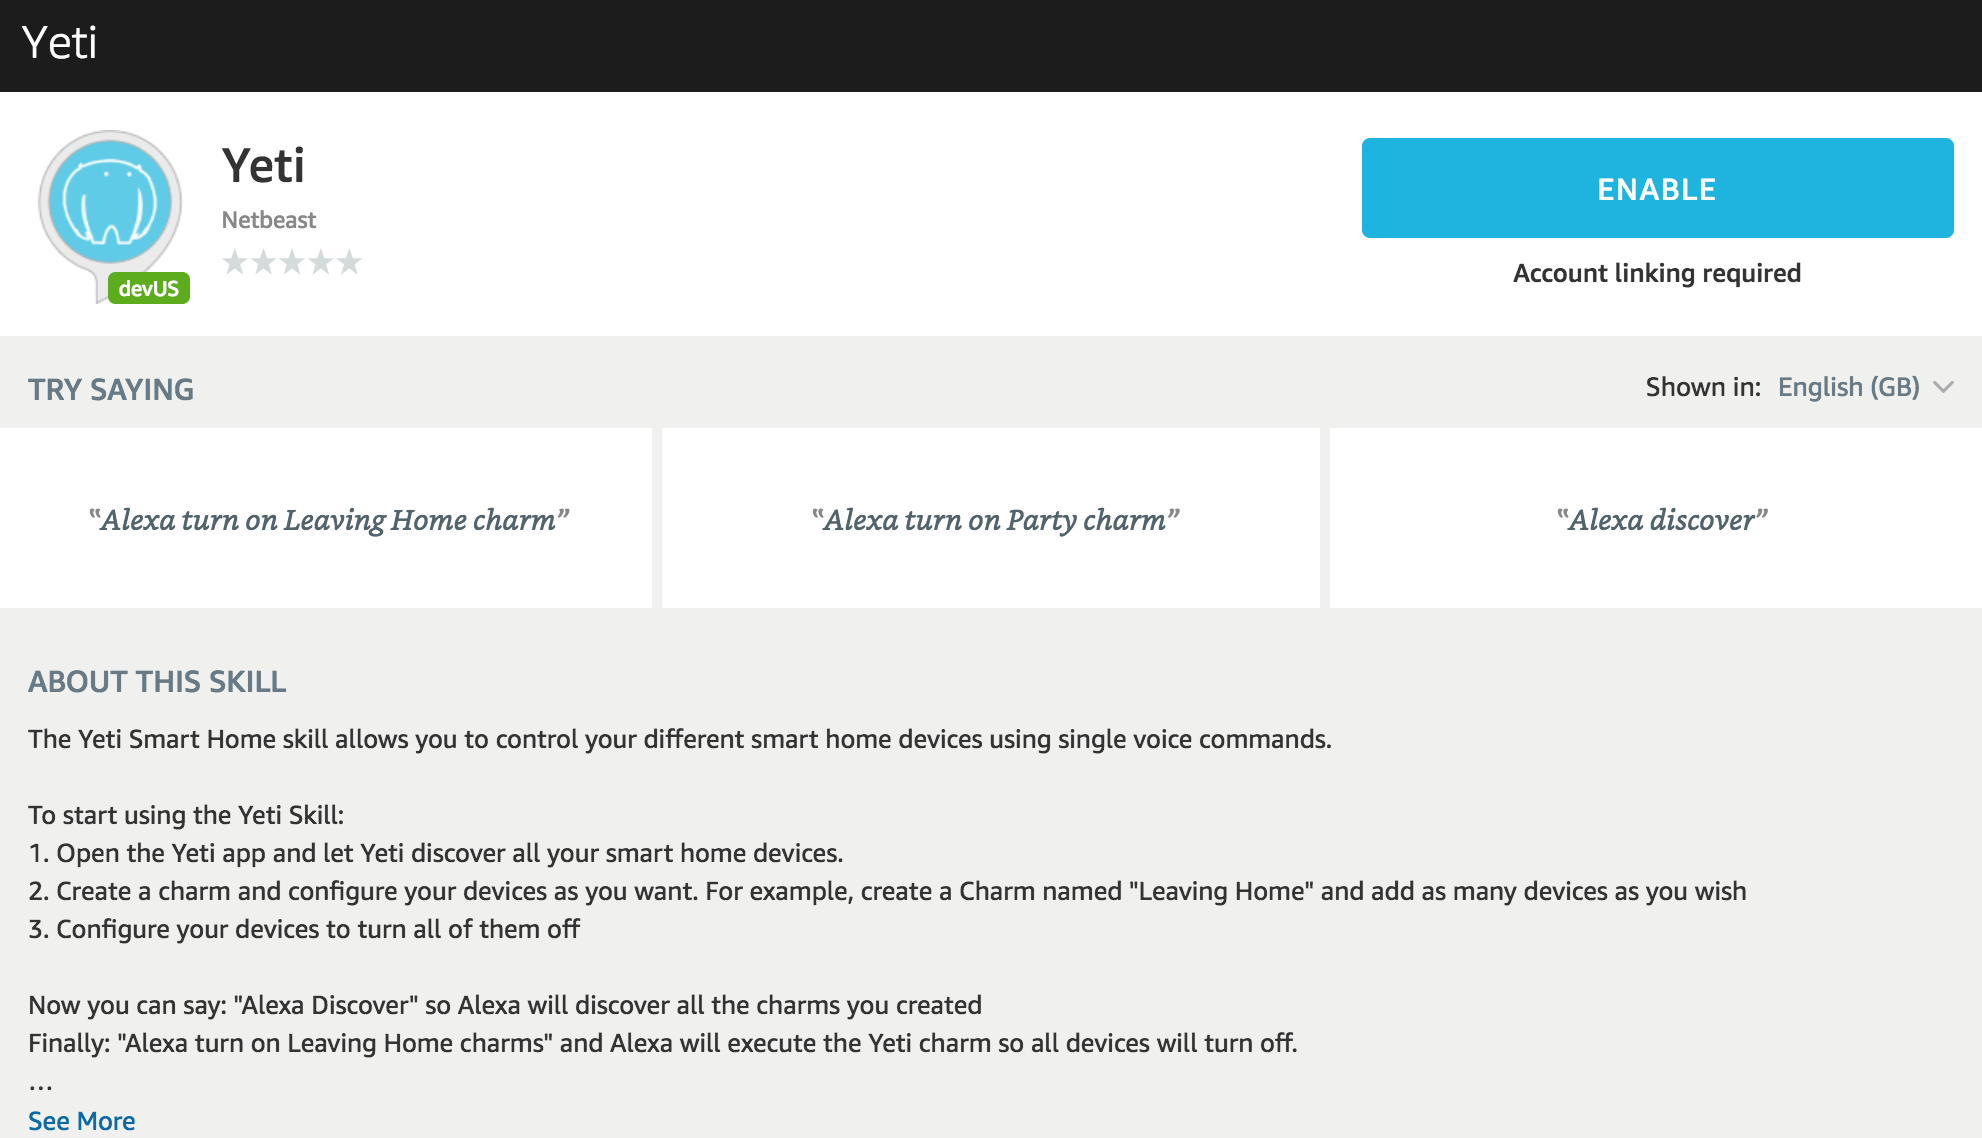 Yeti
Yeti
Netbeast
devUS
ENABLE
Account linking required
TRY SAYING
Shown in: English (GB)
“Alexa turn on Leaving Home charm”
“Alexa turn on Party charm”
“Alexa discover”
ABOUT THIS SKILL
The Yeti Smart Home skill allows you to control your different smart home devices using single voice commands.
To start using the Yeti Skill:
1. Open the Yeti app and let Yeti discover all your smart home devices.
2. Create a charm and configure your devices as you want. For example, create a Charm named "Leaving Home" and add as many devices as you wish
3. Configure your devices to turn all of them off
Now you can say: "Alexa Discover" so Alexa will discover all the charms you created
Finally: "Alexa turn on Leaving Home charms" and Alexa will execute the Yeti charm so all devices will turn off.
...
See More